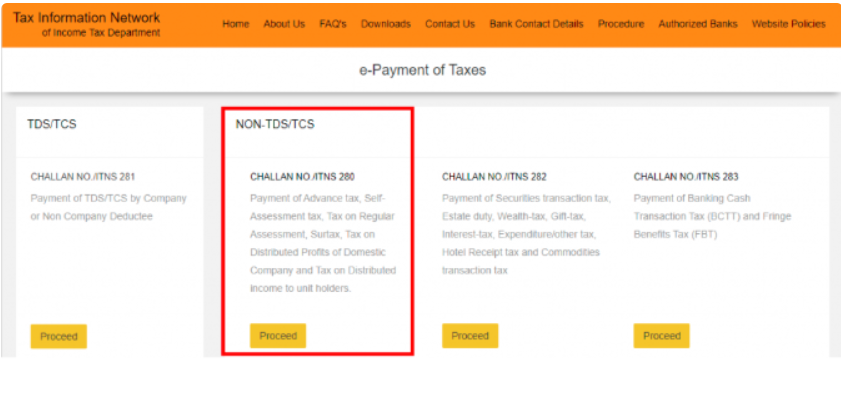 Tax Information Network
of Income Tax Department
Home About Us FAQ's Downloads Contact Us Bank Contact Details Procedure Authorized Banks Website Policies
e-Payment of Taxes
TDS/TCS
NON-TDS/TCS
CHALLAN NO./ITNS 281
Payment of TDS/TCS by Company
or Non Company Deductee
Proceed
CHALLAN NO./ITNS 280
Payment of Advance tax, Self-
Assessment tax, Tax on Regular
Assessment, Surtax, Tax on
Distributed Profits of Domestic
Company and Tax on Distributed
Income to unit holders.
Proceed
CHALLAN NO./ITNS 282
Payment of Securities transaction tax,
Estate duty, Wealth-tax, Gift-tax,
Interest-tax, Expenditure/other tax,
Hotel Receipt tax and Commodities
transaction tax
Proceed
CHALLAN NO./ITNS 283
Payment of Banking Cash
Transaction Tax (BCTT) and Fringe
Benefits Tax (FBT)
Proceed